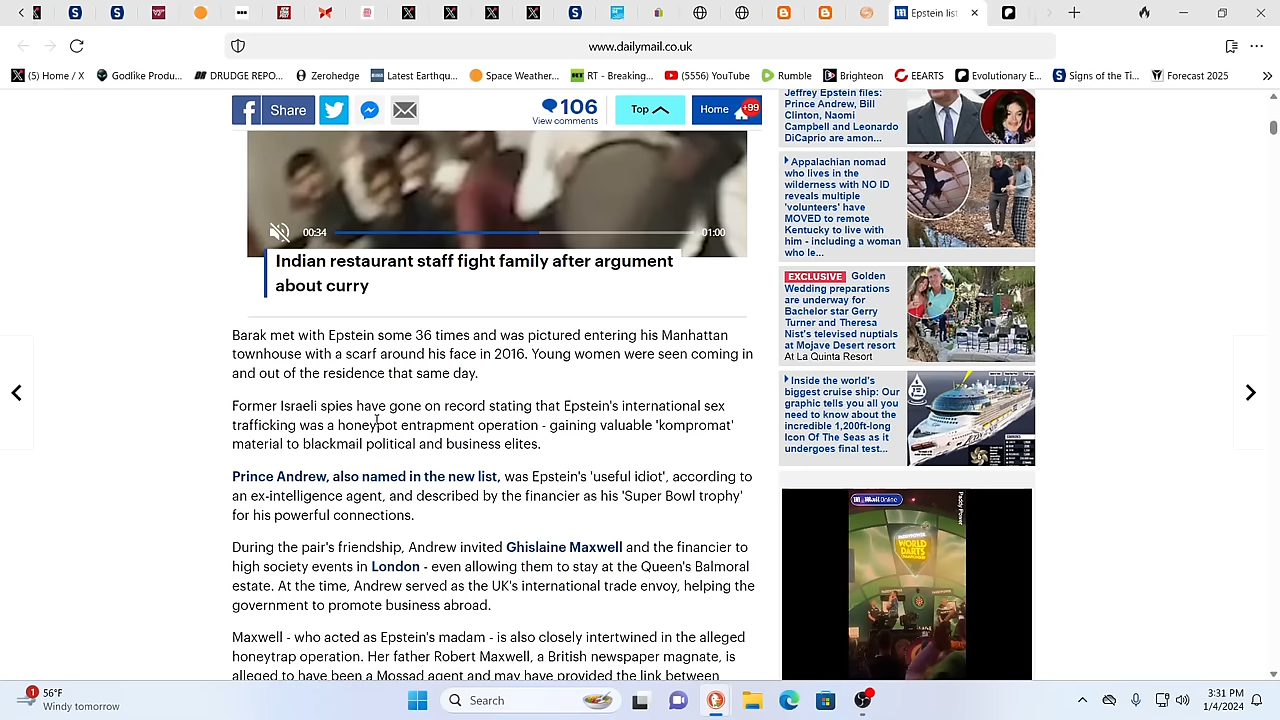 Epstein list
www.dailymail.co.uk
(5) Home / X
Godlike Produ...
DRUDGE REPO...
Zerohedge
Latest Earthqu...
Space Weather...
RT - Breaking...
(5556) YouTube
Rumble
Brighteon
EEARTS
Evolutionary E...
Signs of the Ti...
Forecast 2025
Share
106
View comments
Top
Home
+99
00:34
01:00
Indian restaurant staff fight family after argument
about curry
Barak met with Epstein some 36 times and was pictured entering his Manhattan
townhouse with a scarf around his face in 2016. Young women were seen coming in
and out of the residence that same day.
Former Israeli spies have gone on record stating that Epstein's international sex
trafficking was a honeypot entrapment operation - gaining valuable 'kompromat'
material to blackmail political and business elites.
Prince Andrew, also named in the new list, was Epstein's 'useful idiot', according to
an ex-intelligence agent, and described by the financier as his 'Super Bowl trophy'
for his powerful connections.
During the pair's friendship, Andrew invited Ghislaine Maxwell and the financier to
high society events in London - even allowing them to stay at the Queen's Balmoral
estate. At the time, Andrew served as the UK's international trade envoy, helping the
government to promote business abroad.
Maxwell - who acted as Epstein's madam - is also closely intertwined in the alleged
honeytrap operation. Her father Robert Maxwell, a British newspaper magnate, is
alleged to have been a Mossad agent and may have provided the link between
Jeffrey Epstein files:
Prince Andrew, Bill
Clinton, Naomi
Campbell and Leonardo
DiCaprio are amon...
Appalachian nomad
who lives in the
wilderness with NO ID
reveals multiple
'volunteers' have
MOVED to remote
Kentucky to live with
him - including a woman
who le...
EXCLUSIVE Golden
Wedding preparations
are underway for
Bachelor star Gerry
Turner and Theresa
Nist's televised nuptials
at Mojave Desert resort
At La Quinta Resort
Inside the world's
biggest cruise ship: Our
graphic tells you all you
need to know about the
incredible 1,200ft-long
Icon Of The Seas as it
undergoes final test...
Mail Online
Paddy Power
WORLD
DARTS
1
56°F
Windy tomorrow
Search
3:31 PM
1/4/2024